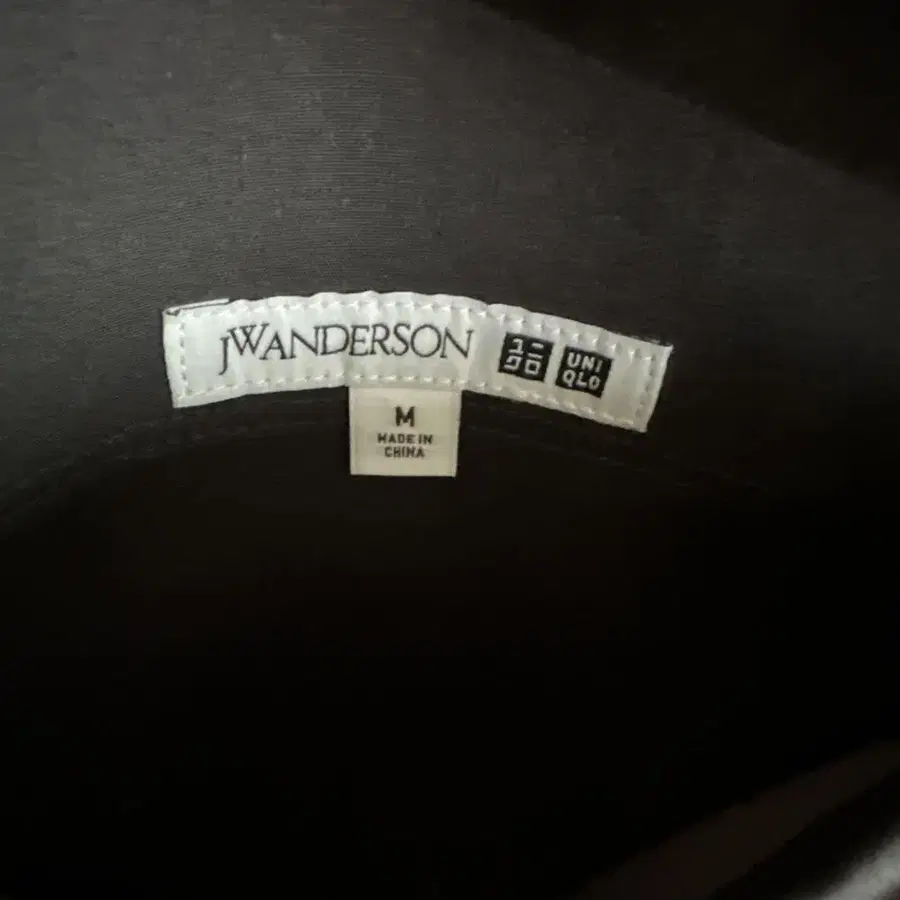 JWANDERSON
ユニ
クロ
UNI
QLO
M
MADE IN
CHINA